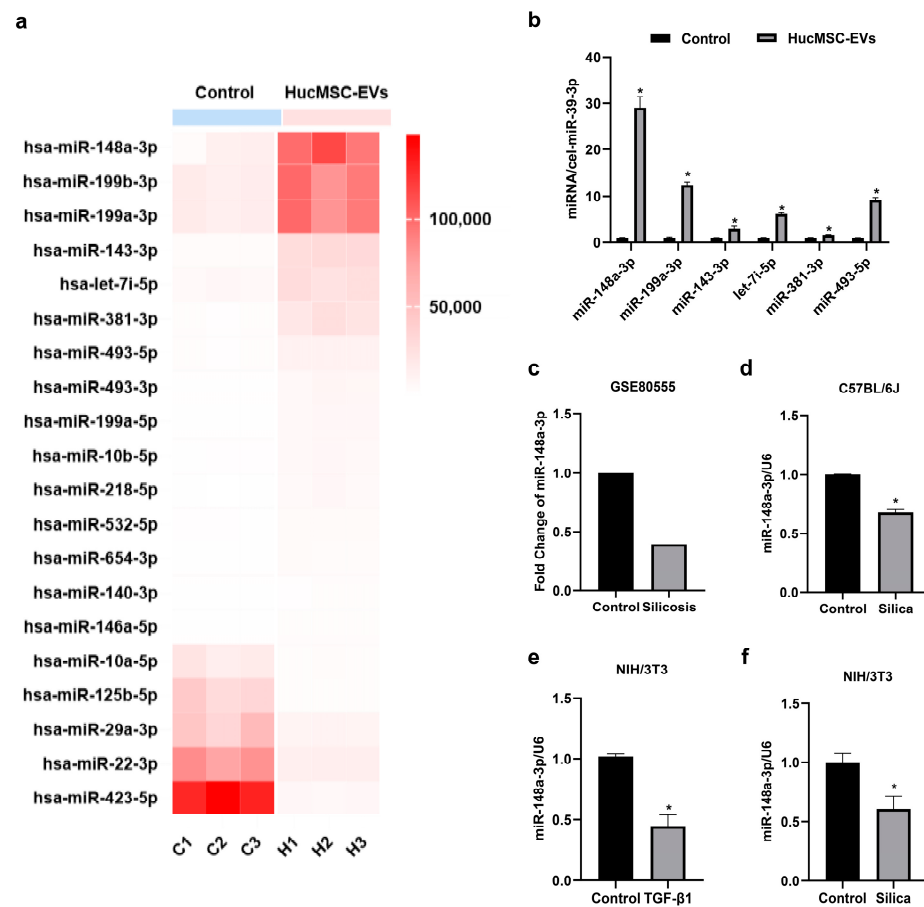 a
Control HucMSC-EVs
hsa-miR-148a-3p
hsa-miR-199b-3p
hsa-miR-199a-3p
hsa-miR-143-3p
hsa-let-7i-5p
hsa-miR-381-3p
hsa-miR-493-5p
hsa-miR-493-3p
hsa-miR-199a-5p
hsa-miR-10b-5p
hsa-miR-218-5p
hsa-miR-532-5p
hsa-miR-654-3p
hsa-miR-140-3p
hsa-miR-146a-5p
hsa-miR-10a-5p
hsa-miR-125b-5p
hsa-miR-29a-3p
hsa-miR-22-3p
hsa-miR-423-5p
C1 C2 C3 H1 H2 H3
100,000
50,000
b
Control HucMSC-EVs
miRNA/cel-miR-39-3p
40
30
20
10
0
* * * * * *
miR-148a-3p miR-199a-3p miR-143-3p let-7i-5p miR-381-3p miR-493-5p
c
GSE80555
Fold Change of miR-148a-3p
1.5
1.0
0.5
0.0
Control Silicosis
d
C57BL/6J
miR-148a-3p/U6
1.5
1.0
0.5
0.0
*
Control Silica
e
NIH/3T3
miR-148a-3p/U6
1.5
1.0
0.5
0.0
*
Control TGF-β1
f
NIH/3T3
miR-148a-3p/U6
1.5
1.0
0.5
0.0
*
Control Silica